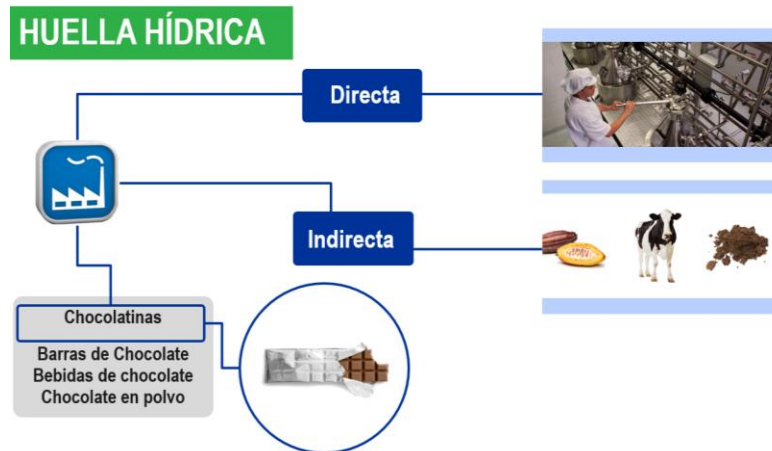 HUELLA HÍDRICA
Directa
Indirecta
Chocolatinas
Barras de Chocolate
Bebidas de chocolate
Chocolate en polvo